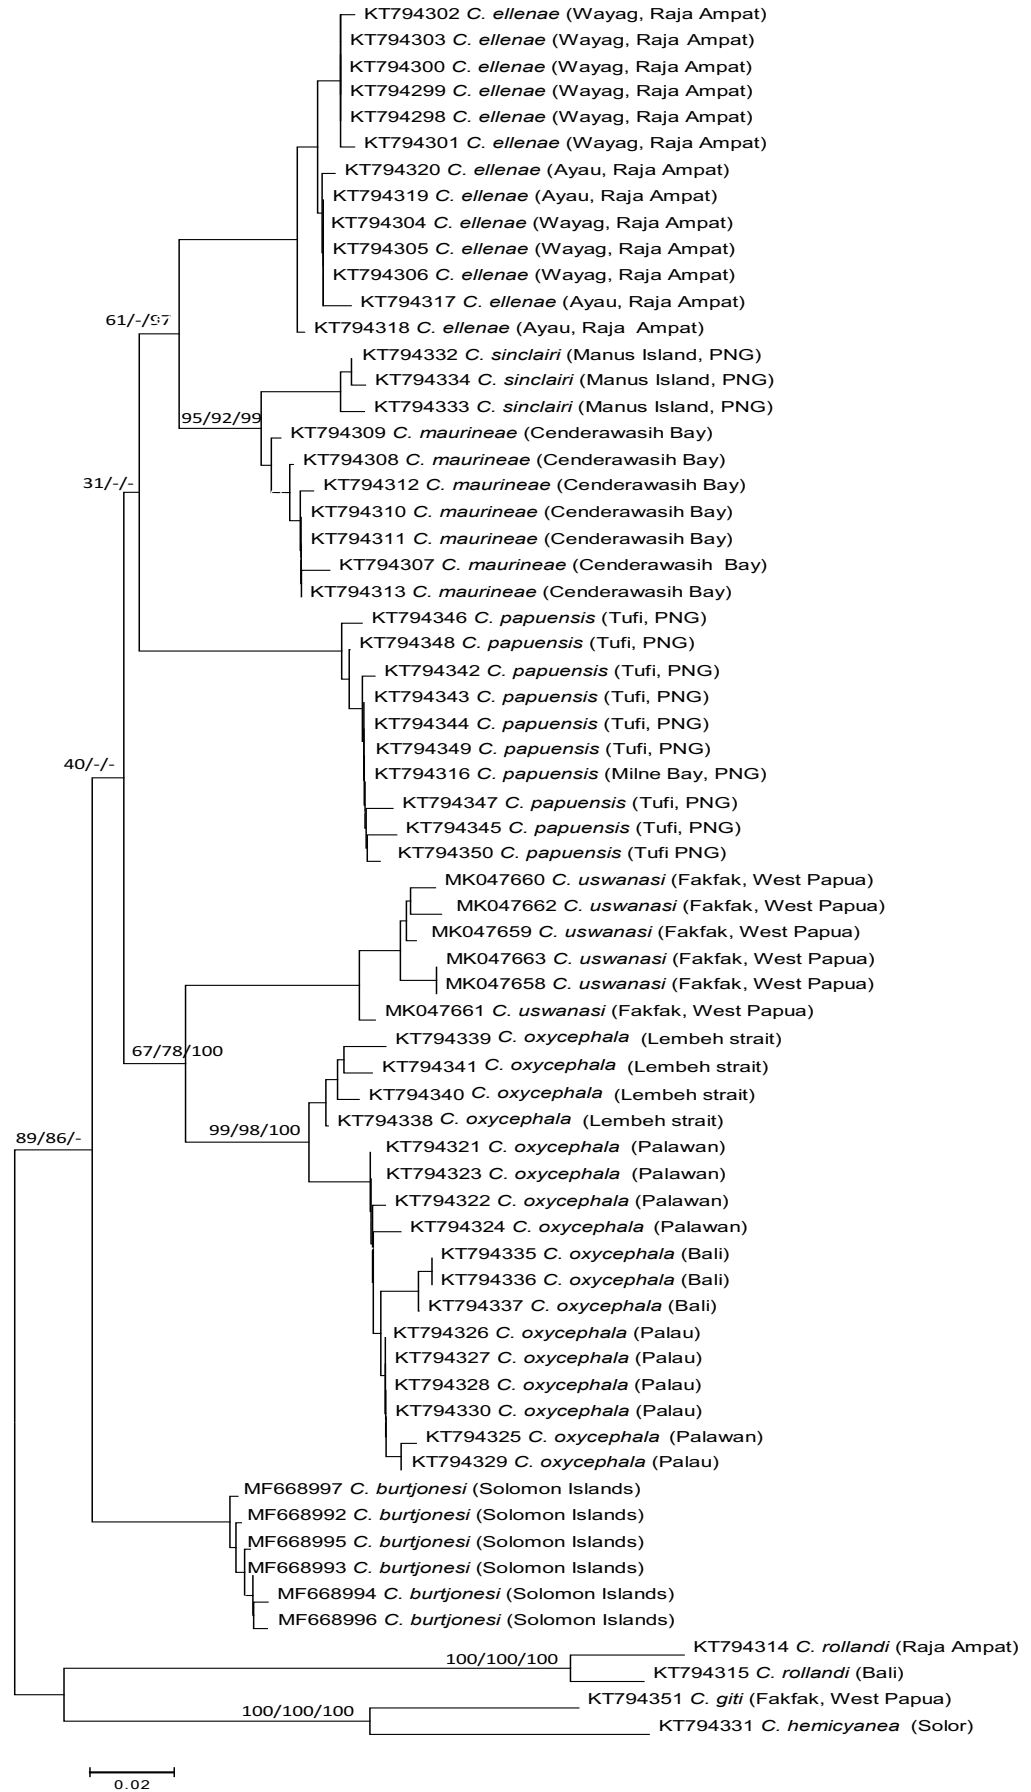 KT794302 C. ellenae (Wayag, Raja Ampat)
KT794303 C. ellenae (Wayag, Raja Ampat)
KT794300 C. ellenae (Wayag, Raja Ampat)
KT794299 C. ellenae (Wayag, Raja Ampat)
KT794298 C. ellenae (Wayag, Raja Ampat)
KT794301 C. ellenae (Wayag, Raja Ampat)
KT794320 C. ellenae (Ayau, Raja Ampat)
KT794319 C. ellenae (Ayau, Raja Ampat)
KT794304 C. ellenae (Wayag, Raja Ampat)
KT794305 C. ellenae (Wayag, Raja Ampat)
KT794306 C. ellenae (Wayag, Raja Ampat)
KT794317 C. ellenae (Ayau, Raja Ampat)
61/-/97
KT794318 C. ellenae (Ayau, Raja Ampat)
KT794332 C. sinclairi (Manus Island, PNG)
KT794334 C. sinclairi (Manus Island, PNG)
KT794333 C. sinclairi (Manus Island, PNG)
95/92/99
KT794309 C. maurineae (Cenderawasih Bay)
KT794308 C. maurineae (Cenderawasih Bay)
31/-/-
KT794312 C. maurineae (Cenderawasih Bay)
KT794310 C. maurineae (Cenderawasih Bay)
KT794311 C. maurineae (Cenderawasih Bay)
KT794307 C. maurineae (Cenderawasih Bay)
KT794313 C. maurineae (Cenderawasih Bay)
KT794346 C. papuensis (Tufi, PNG)
KT794348 C. papuensis (Tufi, PNG)
KT794342 C. papuensis (Tufi, PNG)
KT794343 C. papuensis (Tufi, PNG)
KT794344 C. papuensis (Tufi, PNG)
KT794349 C. papuensis (Tufi, PNG)
40/-/-
KT794316 C. papuensis (Milne Bay, PNG)
KT794347 C. papuensis (Tufi, PNG)
KT794345 C. papuensis (Tufi, PNG)
KT794350 C. papuensis (Tufi PNG)
MK047660 C. uswanasi (Fakfak, West Papua)
MK047662 C. uswanasi (Fakfak, West Papua)
MK047659 C. uswanasi (Fakfak, West Papua)
MK047663 C. uswanasi (Fakfak, West Papua)
MK047658 C. uswanasi (Fakfak, West Papua)
MK047661 C. uswanasi (Fakfak, West Papua)
KT794339 C. oxycephala (Lembeh strait)
67/78/100
KT794341 C. oxycephala (Lembeh strait)
KT794340 C. oxycephala (Lembeh strait)
KT794338 C. oxycephala (Lembeh strait)
99/98/100
89/86/-
KT794321 C. oxycephala (Palawan)
KT794323 C. oxycephala (Palawan)
KT794322 C. oxycephala (Palawan)
KT794324 C. oxycephala (Palawan)
KT794335 C. oxycephala (Bali)
KT794336 C. oxycephala (Bali)
KT794337 C. oxycephala (Bali)
KT794326 C. oxycephala (Palau)
KT794327 C. oxycephala (Palau)
KT794328 C. oxycephala (Palau)
KT794330 C. oxycephala (Palau)
KT794325 C. oxycephala (Palawan)
KT794329 C. oxycephala (Palau)
MF668997 C. burtjonesi (Solomon Islands)
MF668992 C. burtjonesi (Solomon Islands)
MF668995 C. burtjonesi (Solomon Islands)
MF668993 C. burtjonesi (Solomon Islands)
MF668994 C. burtjonesi (Solomon Islands)
MF668996 C. burtjonesi (Solomon Islands)
KT794314 C. rollandi (Raja Ampat)
100/100/100
KT794315 C. rollandi (Bali)
KT794351 C. giti (Fakfak, West Papua)
100/100/100
KT794331 C. hemicyanea (Solor)
0.02